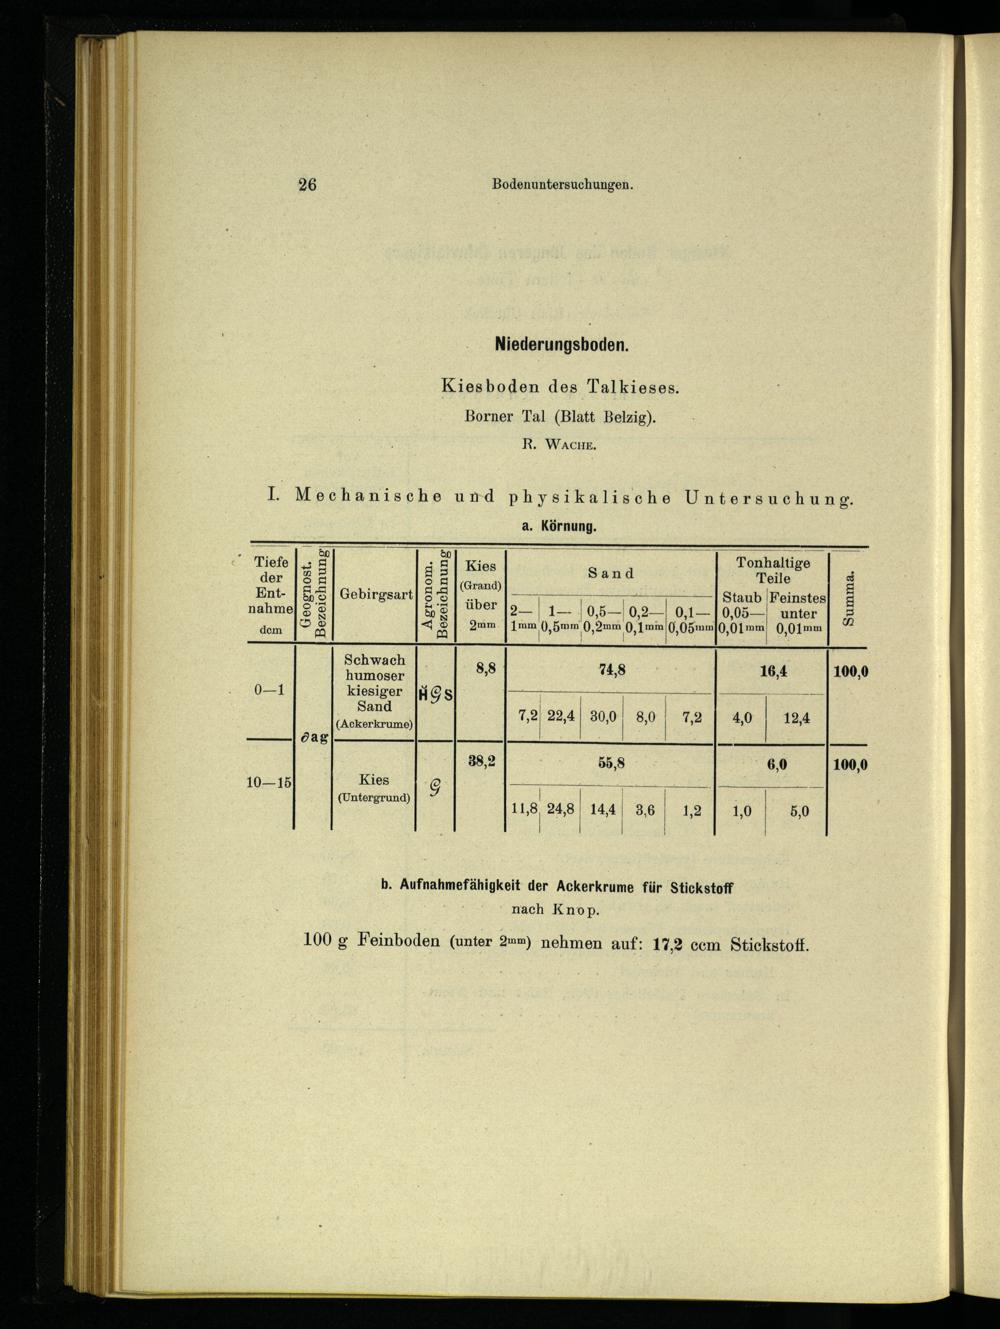 26 Bodenuntersuchungen.
Niederungsboden.
Kiesboden des Talkieses.
Borner Tal (Blatt Belzig).
R. Wache.
I. Mechanische und physikalische Untersuchung.
a. Körnung.
Tiefe der Entnahme dcm | Geognost. Bezeichnung | Gebirgsart | Agronom. Bezeichnung | Kies (Grand) über 2mm | Sand | Tonhaltige Teile | Summa.
2—1mm | 1—0,5mm | 0,5—0,2mm | 0,2—0,1mm | 0,1—0,05mm | Staub 0,05—0,01mm | Feinstes unter 0,01mm
0—1 | ∂ag | Schwach humoser kiesiger Sand (Ackerkrume) | H̆GS | 8,8 | 74,8 | 16,4 | 100,0
7,2 | 22,4 | 30,0 | 8,0 | 7,2 | 4,0 | 12,4
10—15 | Kies (Untergrund) | G | 38,2 | 55,8 | 6,0 | 100,0
11,8 | 24,8 | 14,4 | 3,6 | 1,2 | 1,0 | 5,0
b. Aufnahmefähigkeit der Ackerkrume für Stickstoff
nach Knop.
100 g Feinboden (unter 2mm) nehmen auf: 17,2 ccm Stickstoff.